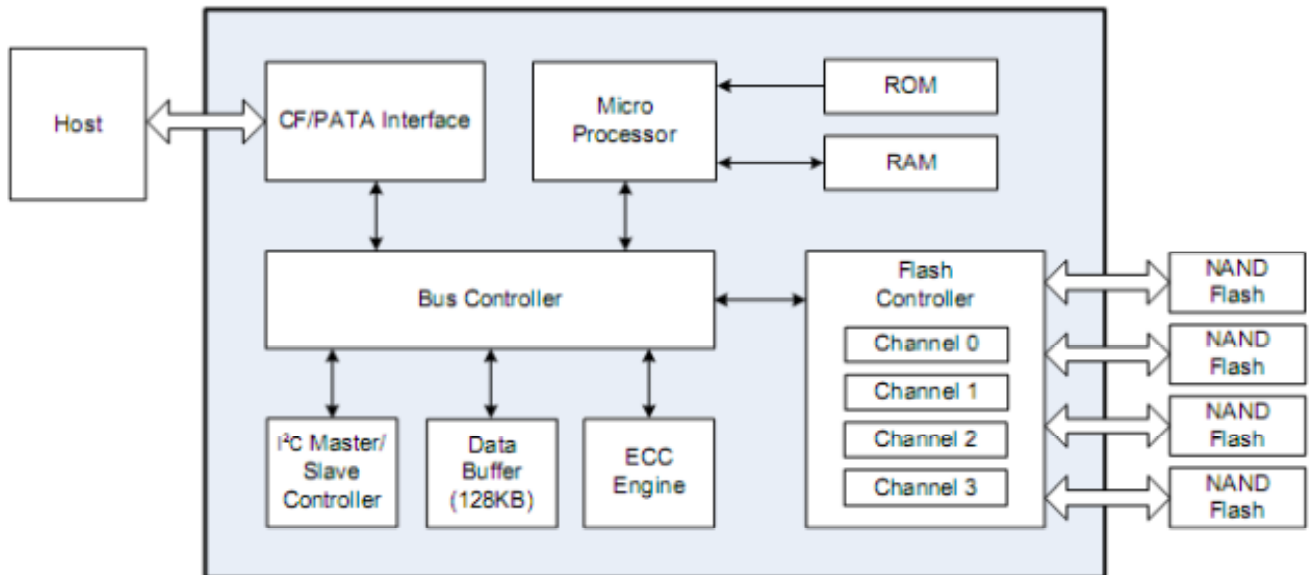 Host
CF/PATA Interface
Micro
Processor
ROM
RAM
Bus Controller
Flash
Controller
Channel 0
Channel 1
Channel 2
Channel 3
NAND
Flash
NAND
Flash
NAND
Flash
NAND
Flash
I²C Master/
Slave
Controller
Data
Buffer
(128KB)
ECC
Engine